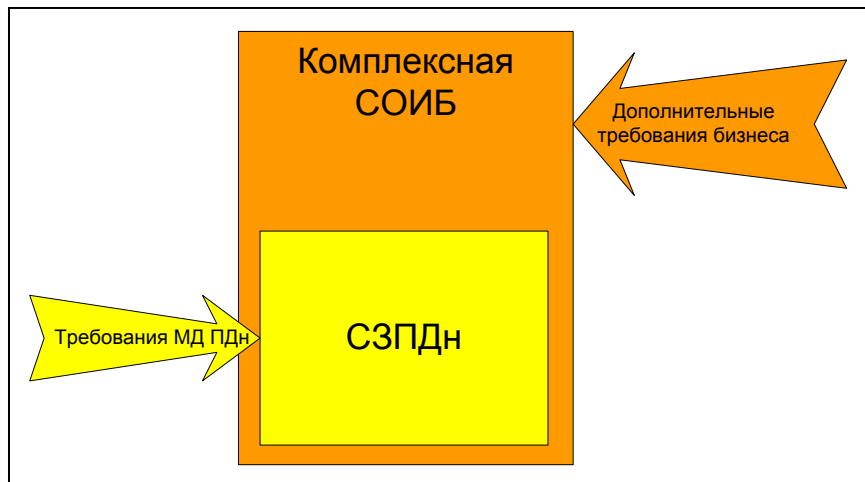 Комплексная
СОИБ
Дополнительные
требования бизнеса
Требования МД ПДн
СЗПДн